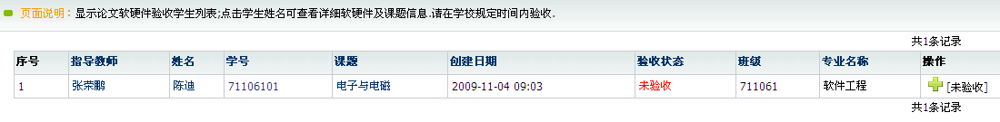 页面说明：显示论文软硬件验收学生列表;点击学生姓名可查看详细软硬件及课题信息.请在学校规定时间内验收.
共1条记录
序号 指导教师 姓名 学号 课题 创建日期 验收状态 班级 专业名称 操作
1 张荣鹏 陈迪 71106101 电子与电磁 2009-11-04 09:03 未验收 711061 软件工程 [未验收]
共1条记录